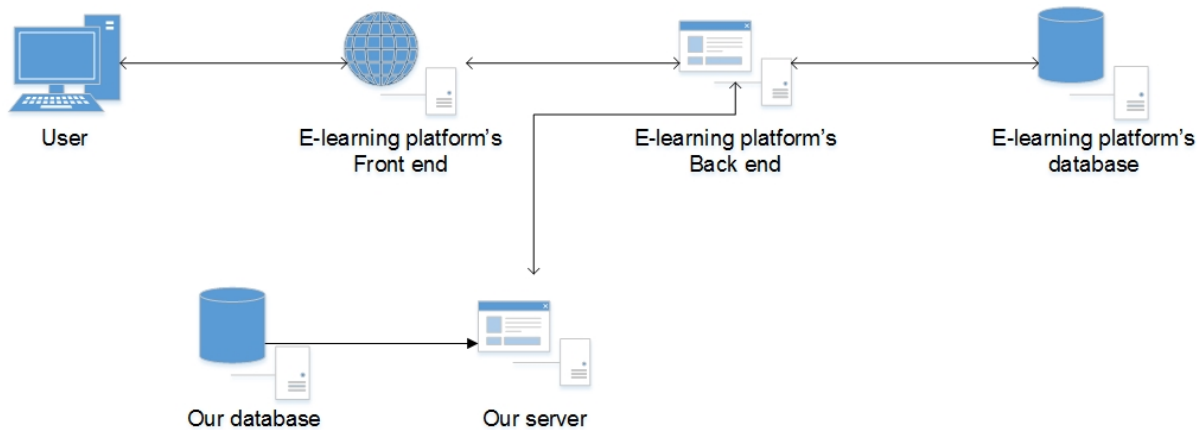 User
E-learning platform's
Front end
E-learning platform's
Back end
E-learning platform's
database
Our database
Our server